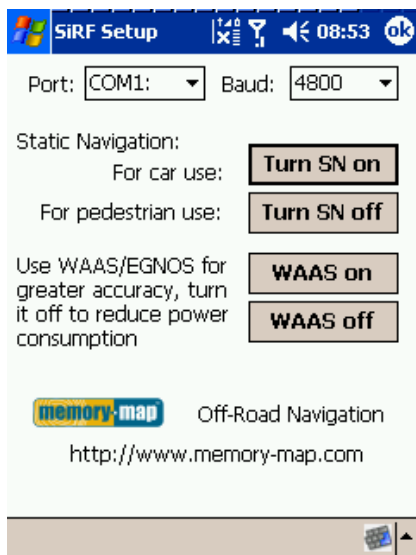 SiRF Setup 08:53 ok
Port: COM1: Baud: 4800
Static Navigation:
For car use: Turn SN on
For pedestrian use: Turn SN off
Use WAAS/EGNOS for
greater accuracy, turn
it off to reduce power
consumption
WAAS on
WAAS off
memory-map Off-Road Navigation
http://www.memory-map.com